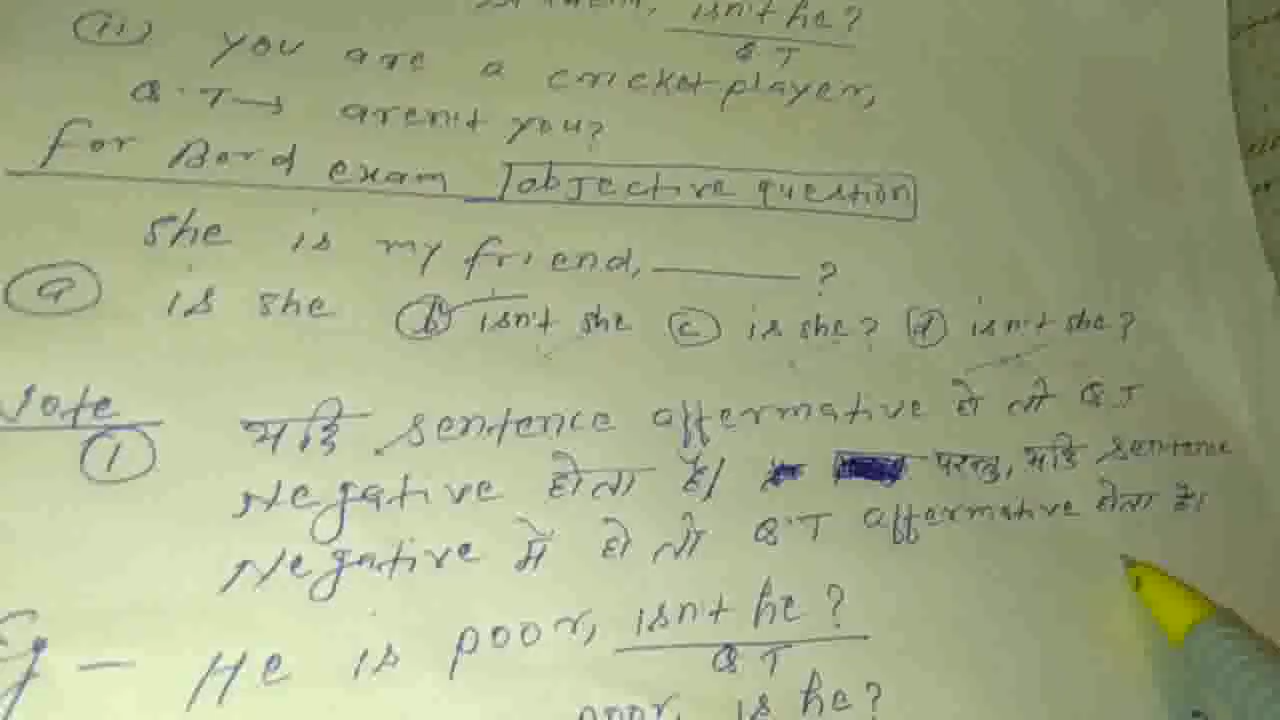 isn't he?
Q T
(ii) you are a cricket player,
Q.T → aren't you?
for Bord exam objective question
She is my friend, ______ ?
(a) is she (b) isn't she (c) is she? (d) isn't she?
Note
(1) यदि sentence affermative हो तो Q.T
Negative होता है। परन्तु, यदि sentence
Negative में हो तो Q.T affermative होता है।
Eg — He is poor, isn't he?
Q T
poor, is he?